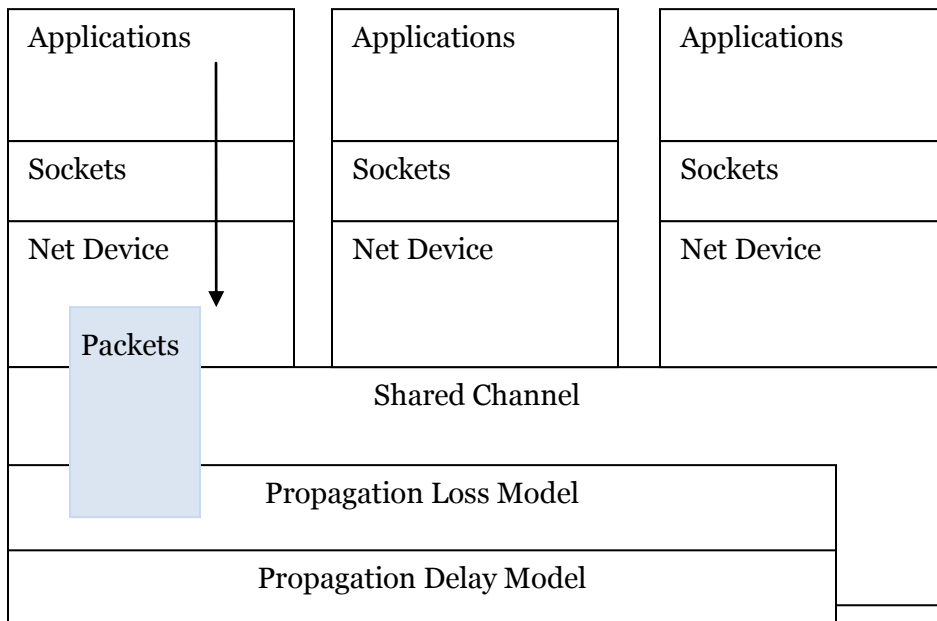 Applications
Applications
Applications
Sockets
Sockets
Sockets
Net Device
Net Device
Net Device
Packets
Shared Channel
Propagation Loss Model
Propagation Delay Model